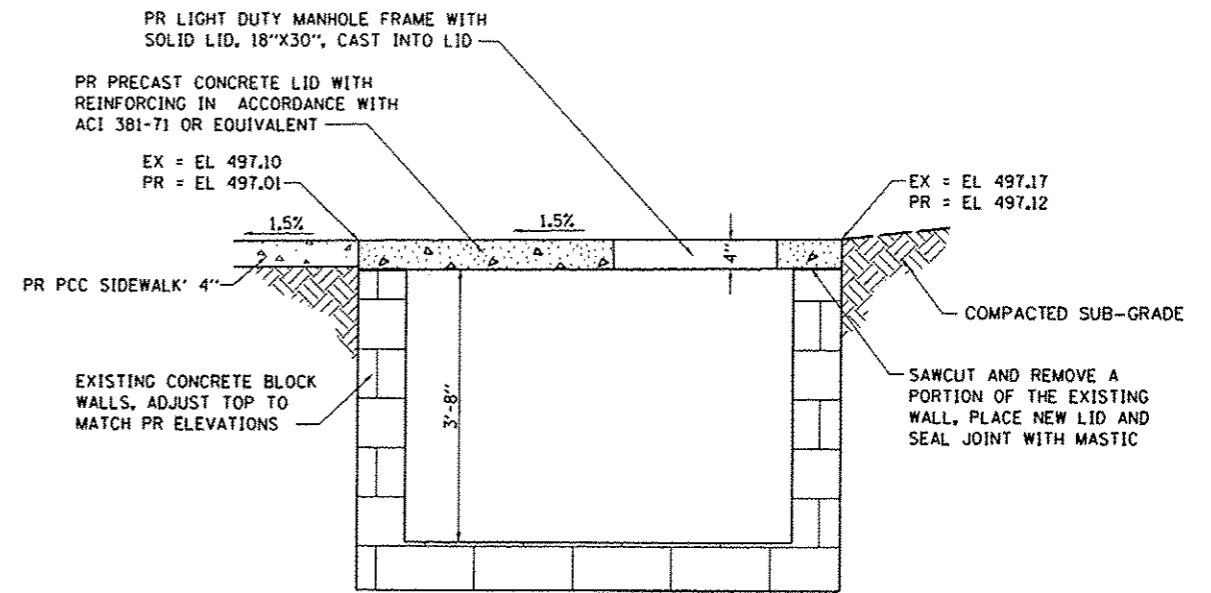 PR LIGHT DUTY MANHOLE FRAME WITH
SOLID LID, 18"X30", CAST INTO LID
PR PRECAST CONCRETE LID WITH
REINFORCING IN ACCORDANCE WITH
ACI 381-71 OR EQUIVALENT
EX = EL 497.10
PR = EL 497.01
EX = EL 497.17
PR = EL 497.12
1.5%
1.5%
4"
PR PCC SIDEWALK' 4"
COMPACTED SUB-GRADE
EXISTING CONCRETE BLOCK
WALLS, ADJUST TOP TO
MATCH PR ELEVATIONS
3'-8"
SAWCUT AND REMOVE A
PORTION OF THE EXISTING
WALL, PLACE NEW LID AND
SEAL JOINT WITH MASTIC